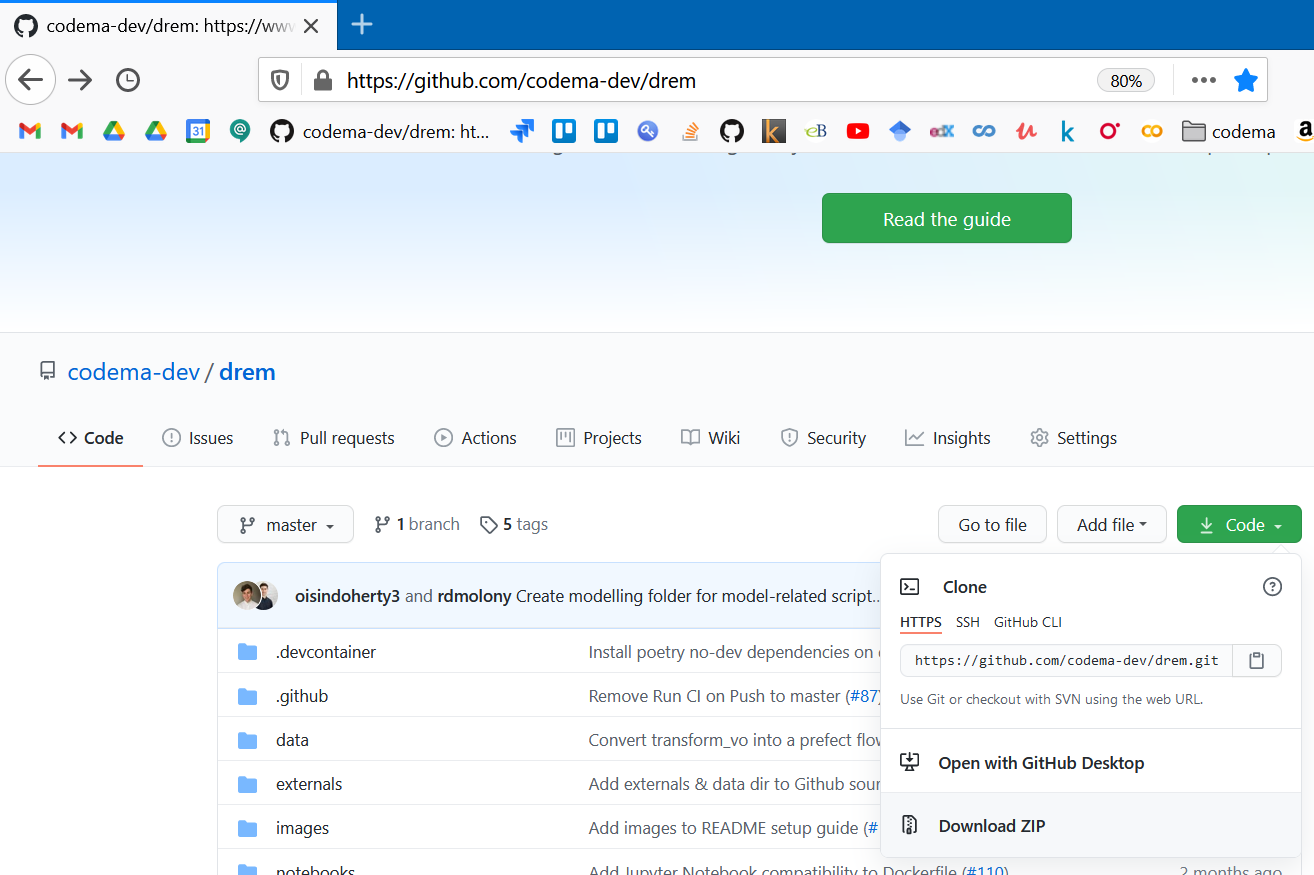 codema-dev/drem: https://www
https://github.com/codema-dev/drem 80%
31 codema-dev/drem: ht... k eB edX k codema a
Read the guide
codema-dev / drem
Code Issues Pull requests Actions Projects Wiki Security Insights Settings
master 1 branch 5 tags Go to file Add file Code
oisindoherty3 and rdmolony Create modelling folder for model-related script...
Clone
HTTPS SSH GitHub CLI
https://github.com/codema-dev/drem.git
Use Git or checkout with SVN using the web URL.
Open with GitHub Desktop
Download ZIP
.devcontainer Install poetry no-dev dependencies on
.github Remove Run CI on Push to master (#87)
data Convert transform_vo into a prefect flow
externals Add externals & data dir to Github sour
images Add images to README setup guide (#
notebooks Add Jupyter Notebook compatibility to Dockerfile (#110) 2 months ago